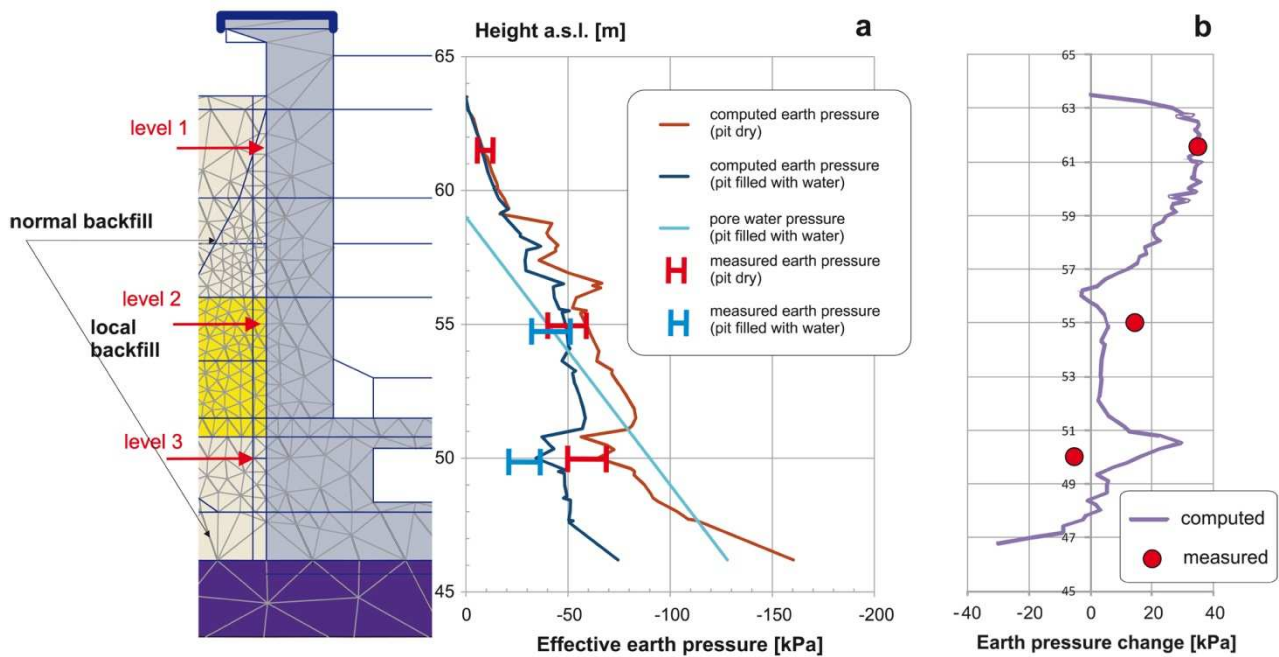 level 1
normal backfill
level 2
local
backfill
level 3
Height a.s.l. [m]
a
65
60
55
50
45
0
-50
-100
-150
-200
Effective earth pressure [kPa]
computed earth pressure
(pit dry)
computed earth pressure
(pit filled with water)
pore water pressure
(pit filled with water)
measured earth pressure
(pit dry)
measured earth pressure
(pit filled with water)
b
65
63
61
59
57
55
53
51
49
47
45
-40
-20
0
20
40
Earth pressure change [kPa]
computed
measured